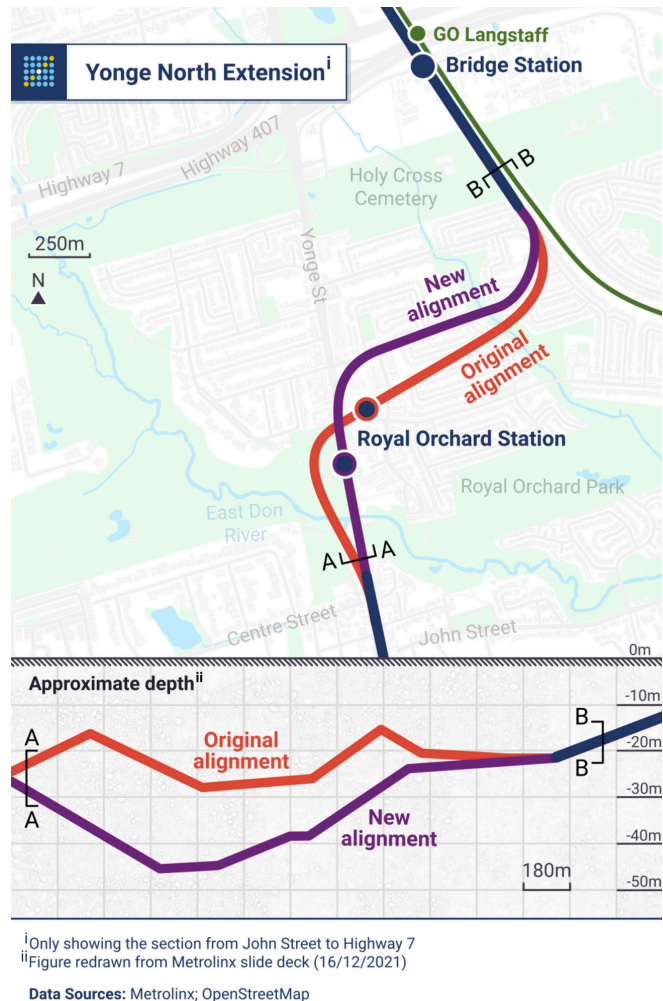 GO Langstaff
Yonge North Extension i
Bridge Station
Highway 407
Highway 7
Holy Cross
Cemetery
B B
250m
N
Yonge St
New
alignment
Original
alignment
Royal Orchard Station
Royal Orchard Park
East Don
River
A A
Centre Street
John Street
0m
Approximate depth ii
-10m
A
B
Original
alignment
-20m
B
-30m
A
New
alignment
-40m
180m
-50m
i Only showing the section from John Street to Highway 7
ii Figure redrawn from Metrolinx slide deck (16/12/2021)
Data Sources: Metrolinx; OpenStreetMap